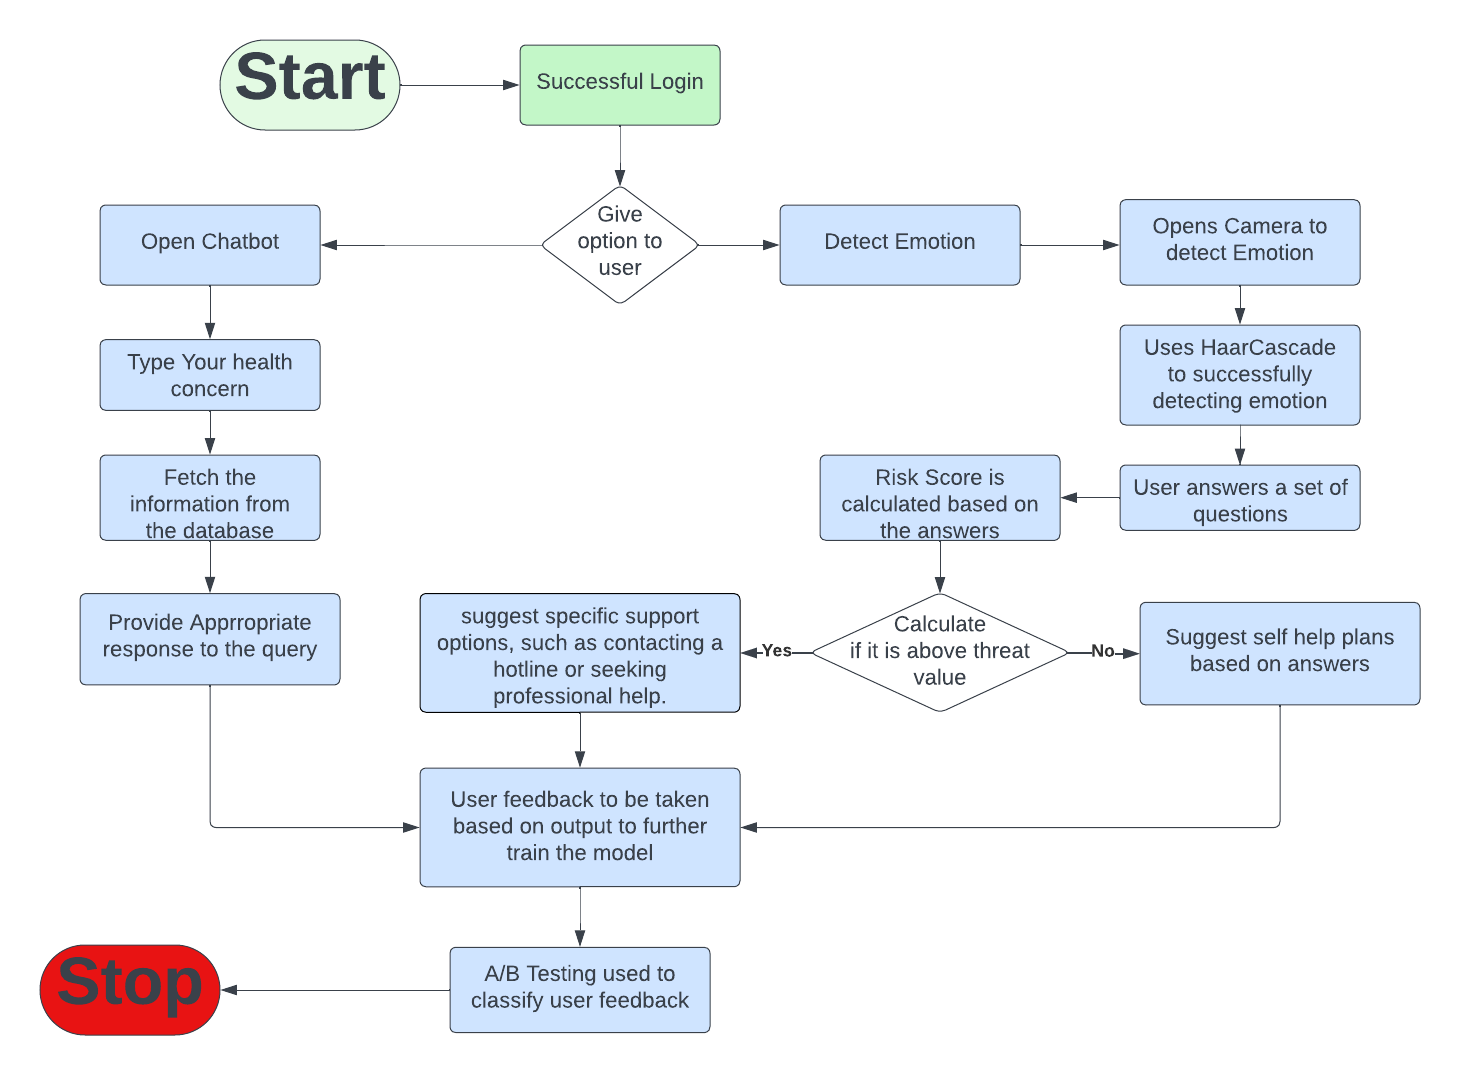 Start
Successful Login
Give
option to
user
Open Chatbot
Detect Emotion
Opens Camera to
detect Emotion
Type Your health
concern
Uses HaarCascade
to successfully
detecting emotion
Fetch the
information from
the database
Risk Score is
calculated based on
the answers
User answers a set of
questions
Provide Apprropriate
response to the query
suggest specific support
options, such as contacting a
hotline or seeking
professional help.
Yes
Calculate
if it is above threat
value
No
Suggest self help plans
based on answers
User feedback to be taken
based on output to further
train the model
Stop
A/B Testing used to
classify user feedback